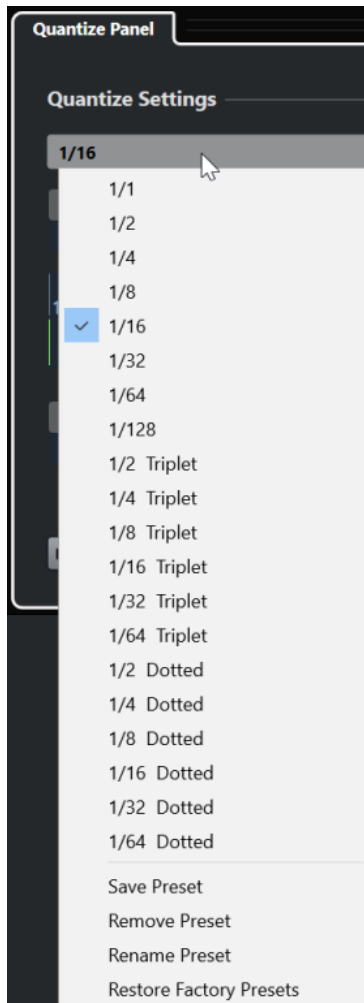 Quantize Panel
Quantize Settings
1/16
1/1
1/2
1/4
1/8
1/16
1/32
1/64
1/128
1/2 Triplet
1/4 Triplet
1/8 Triplet
1/16 Triplet
1/32 Triplet
1/64 Triplet
1/2 Dotted
1/4 Dotted
1/8 Dotted
1/16 Dotted
1/32 Dotted
1/64 Dotted
Save Preset
Remove Preset
Rename Preset
Restore Factory Presets